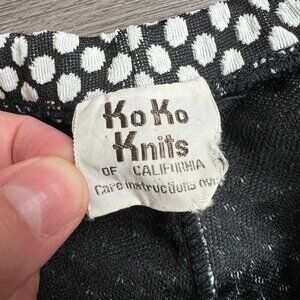 Ko Ko
Knits
OF CALIFORNIA
Care instructions